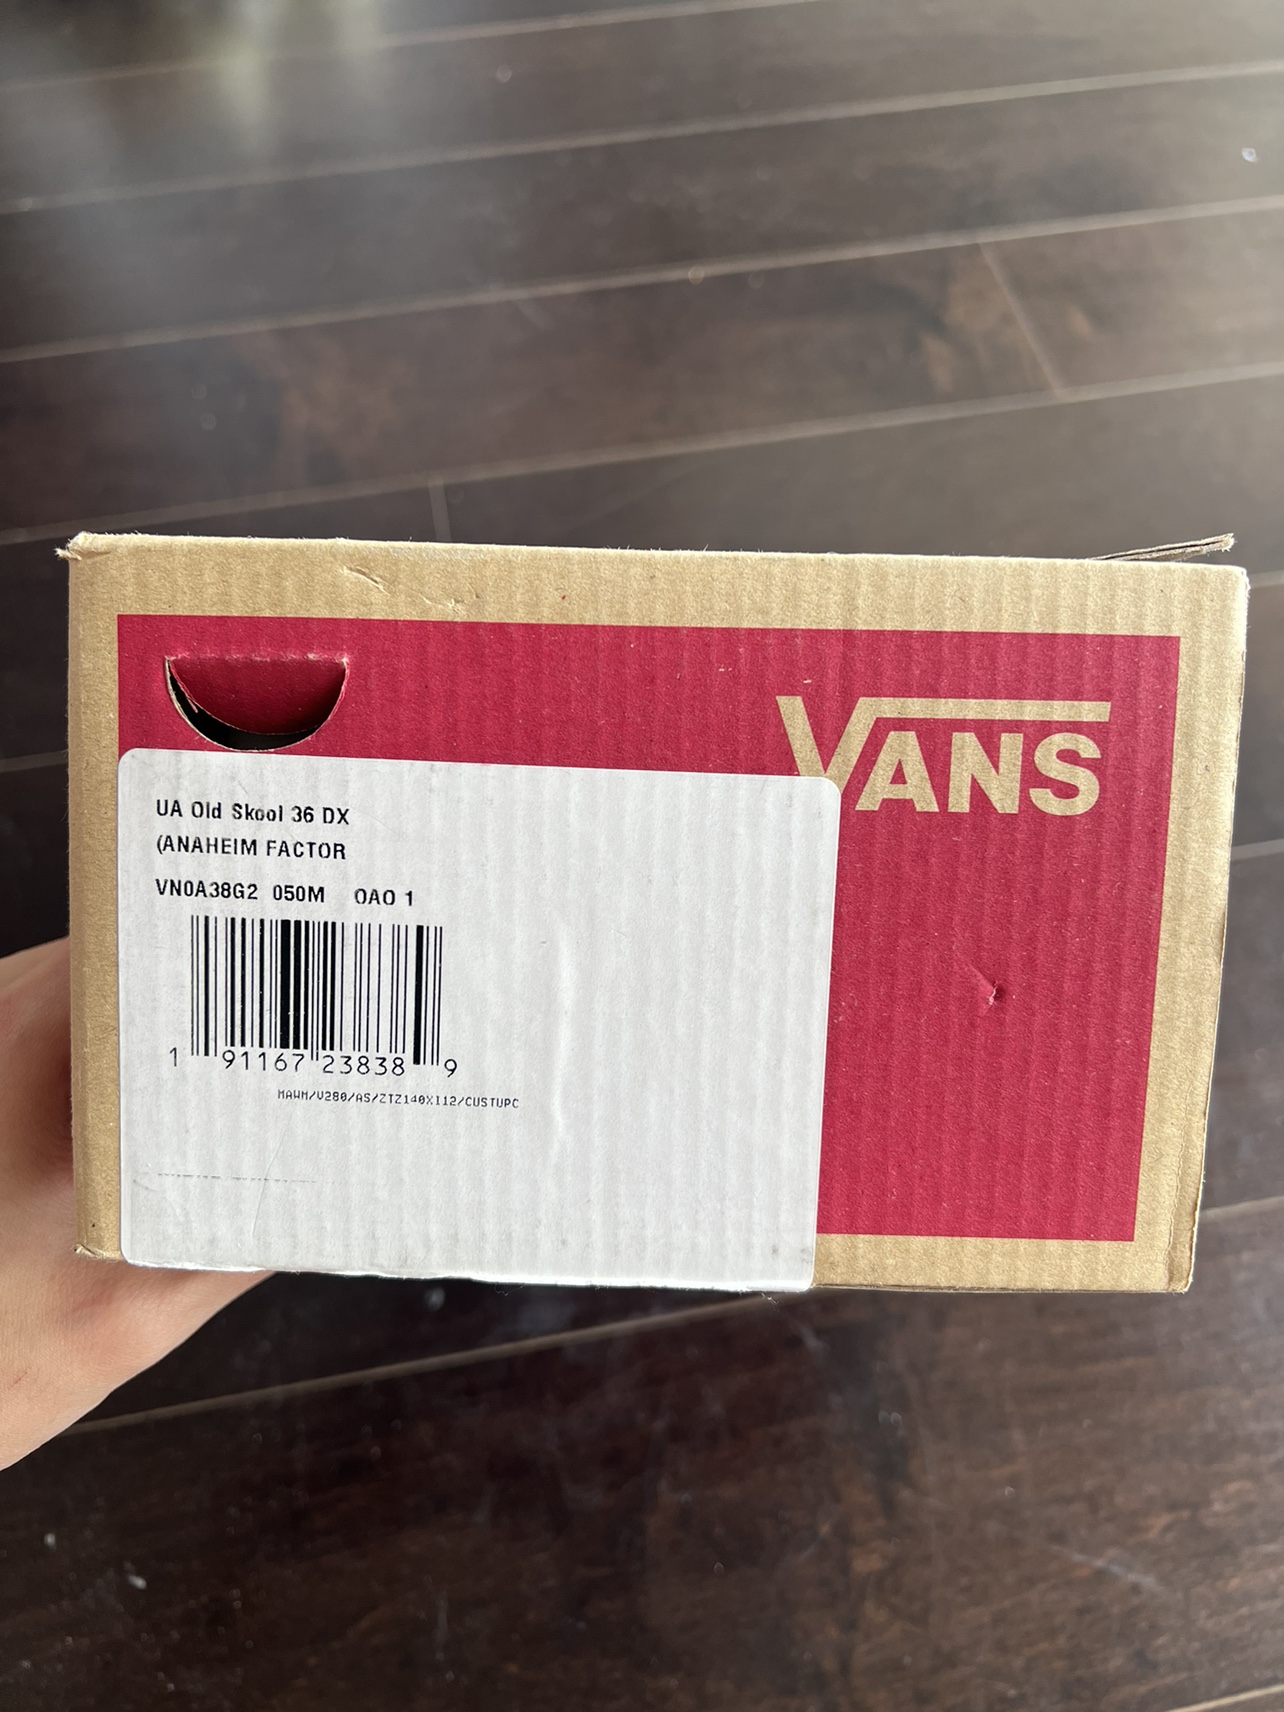 VANS
UA Old Skool 36 DX
(ANAHEIM FACTOR
VN0A38G2 050M OAO 1
1 91167 23838 9
MAWM/V280/AS/ZTZ140X112/CUSTUPC